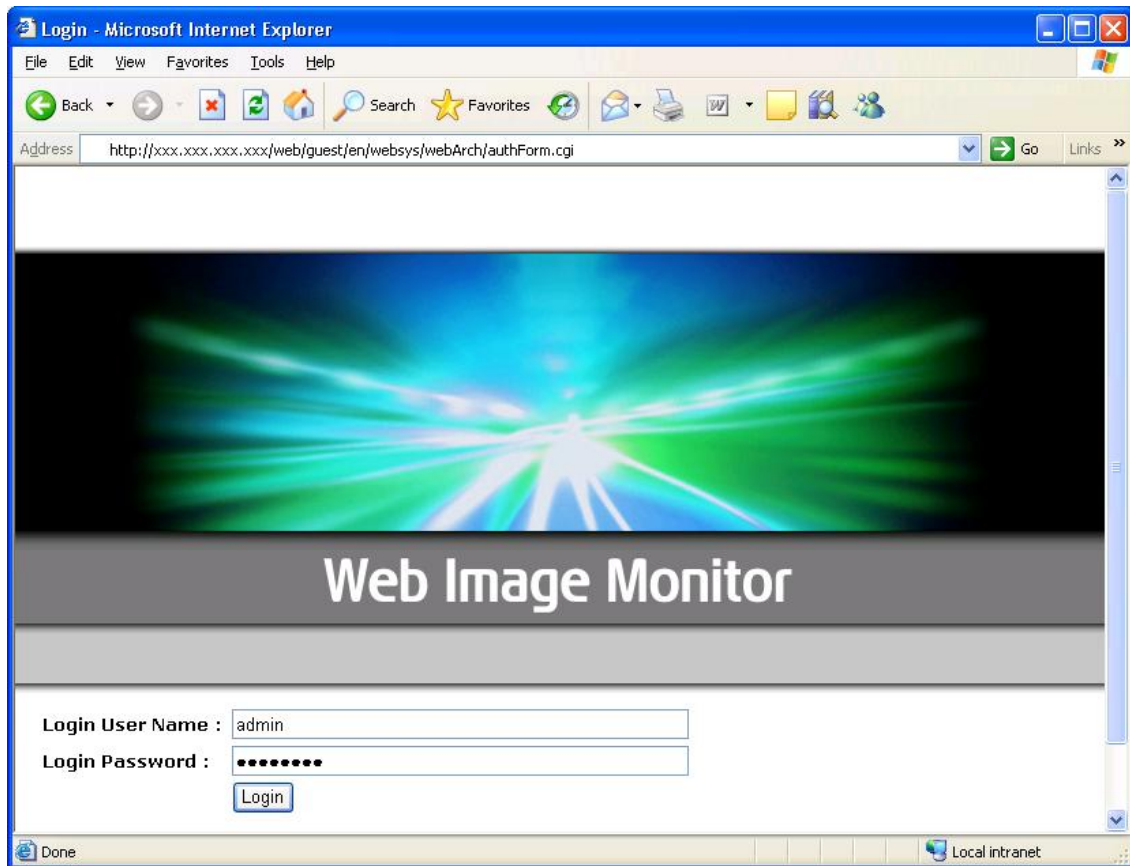 Login - Microsoft Internet Explorer
File Edit View Favorites Tools Help
Back Search Favorites
Address http://xxx.xxx.xxx.xxx/web/guest/en/websys/webArch/authForm.cgi Go Links »
Web Image Monitor
Login User Name : admin
Login Password : ••••••••
Login
Done Local intranet